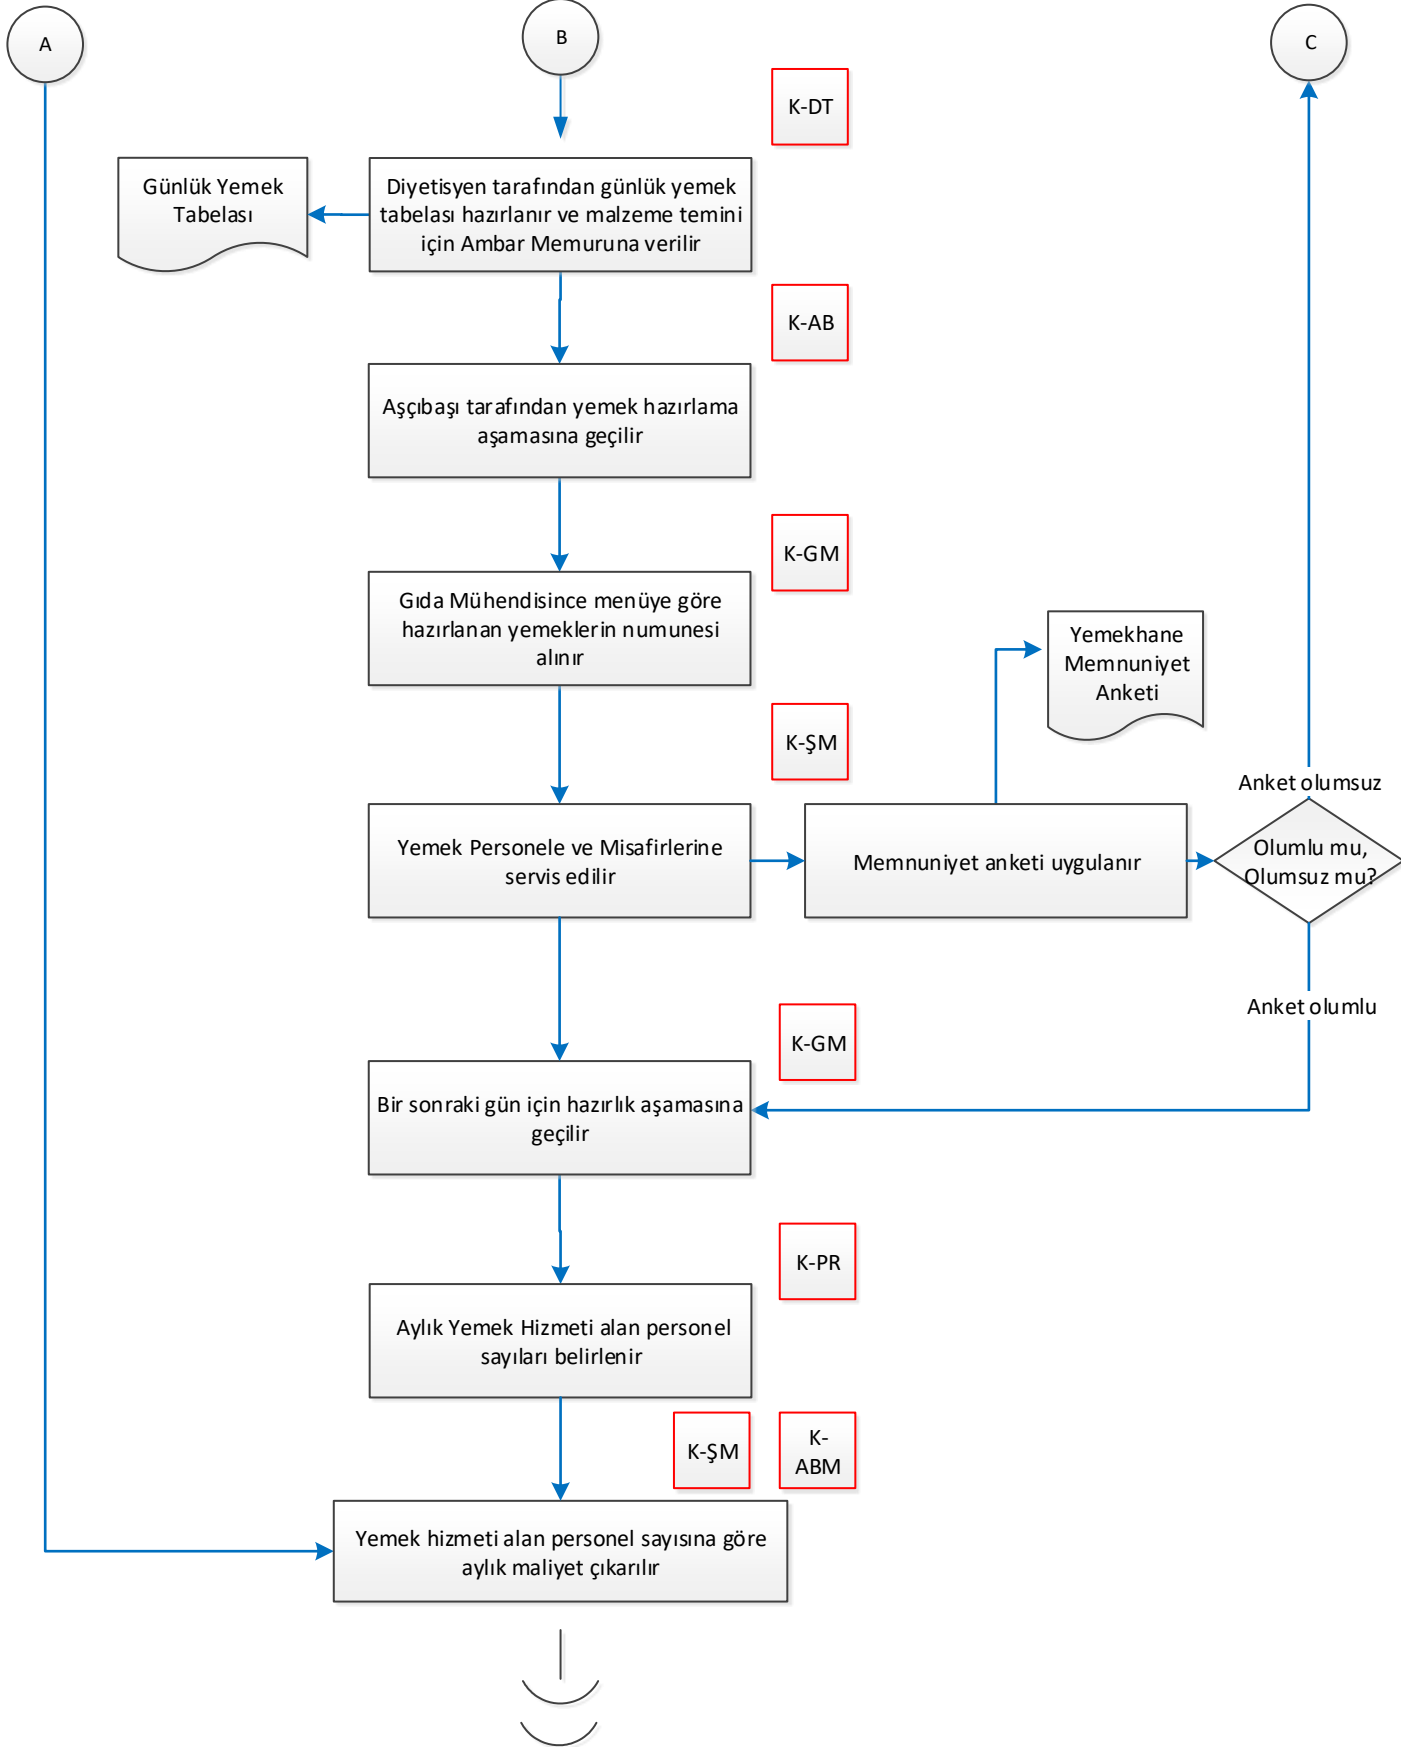 A
B
C
K-DT
Günlük Yemek
Tabelası
Diyetisyen tarafından günlük yemek
tabelası hazırlanır ve malzeme temini
için Ambar Memuruna verilir
K-AB
Aşçıbaşı tarafından yemek hazırlama
aşamasına geçilir
K-GM
Gıda Mühendisince menüye göre
hazırlanan yemeklerin numunesi
alınır
Yemekhane
Memnuniyet
Anketi
K-ŞM
Anket olumsuz
Yemek Personele ve Misafirlerine
servis edilir
Memnuniyet anketi uygulanır
Olumlu mu,
Olumsuz mu?
Anket olumlu
K-GM
Bir sonraki gün için hazırlık aşamasına
geçilir
K-PR
Aylık Yemek Hizmeti alan personel
sayıları belirlenir
K-ŞM
K-
ABM
Yemek hizmeti alan personel sayısına göre
aylık maliyet çıkarılır